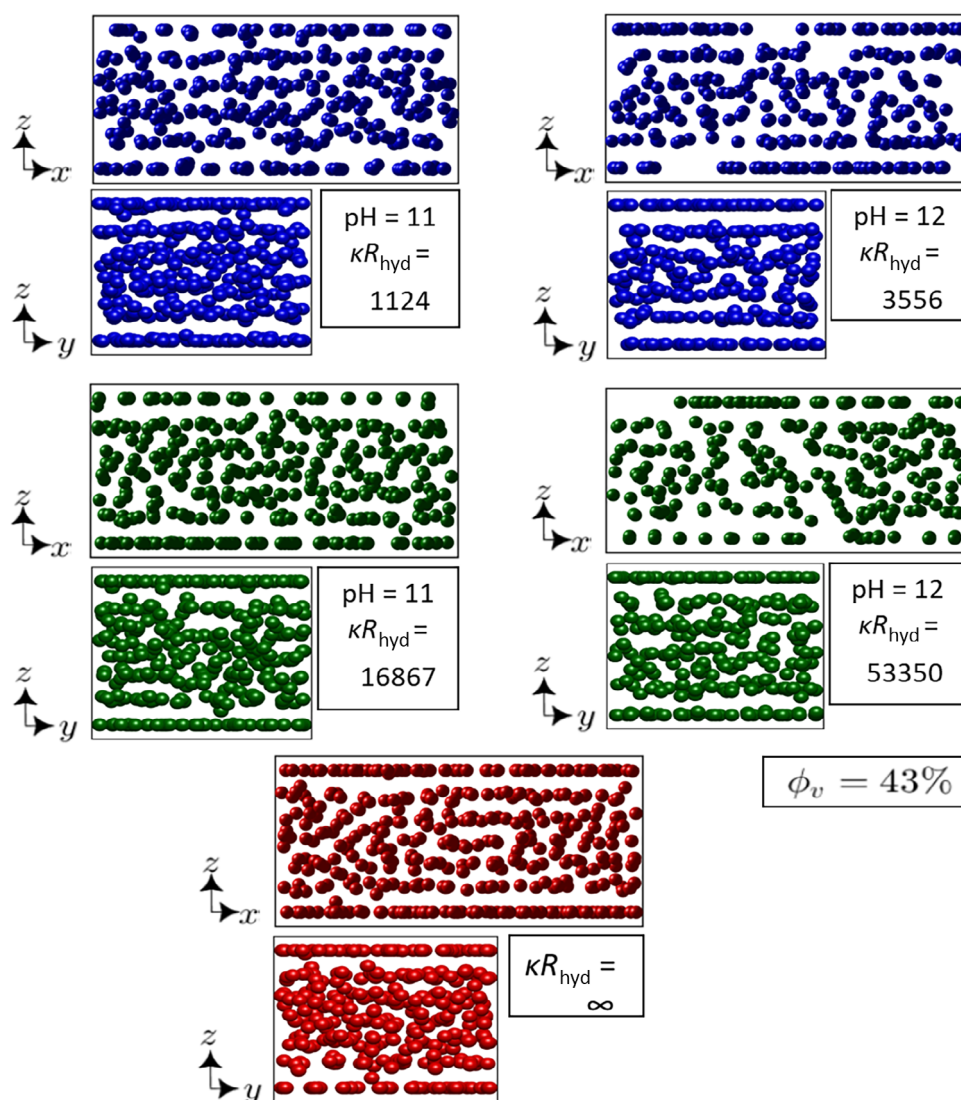 z
x
z
x
z
y
pH = 11
κR_hyd =
1124
z
y
pH = 12
κR_hyd =
3556
z
x
z
x
z
y
pH = 11
κR_hyd =
16867
z
y
pH = 12
κR_hyd =
53350
z
x
ϕ_v = 43%
z
y
κR_hyd =
∞